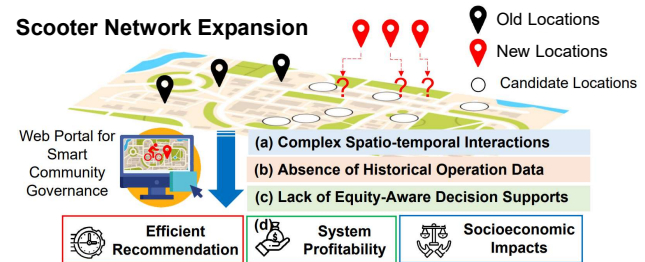 Scooter Network Expansion
Old Locations
New Locations
Candidate Locations
? ? ?
Web Portal for
Smart
Community
Governance
(a) Complex Spatio-temporal Interactions
(b) Absence of Historical Operation Data
(c) Lack of Equity-Aware Decision Supports
(d)
Efficient
Recommendation
System
Profitability
Socioeconomic
Impacts